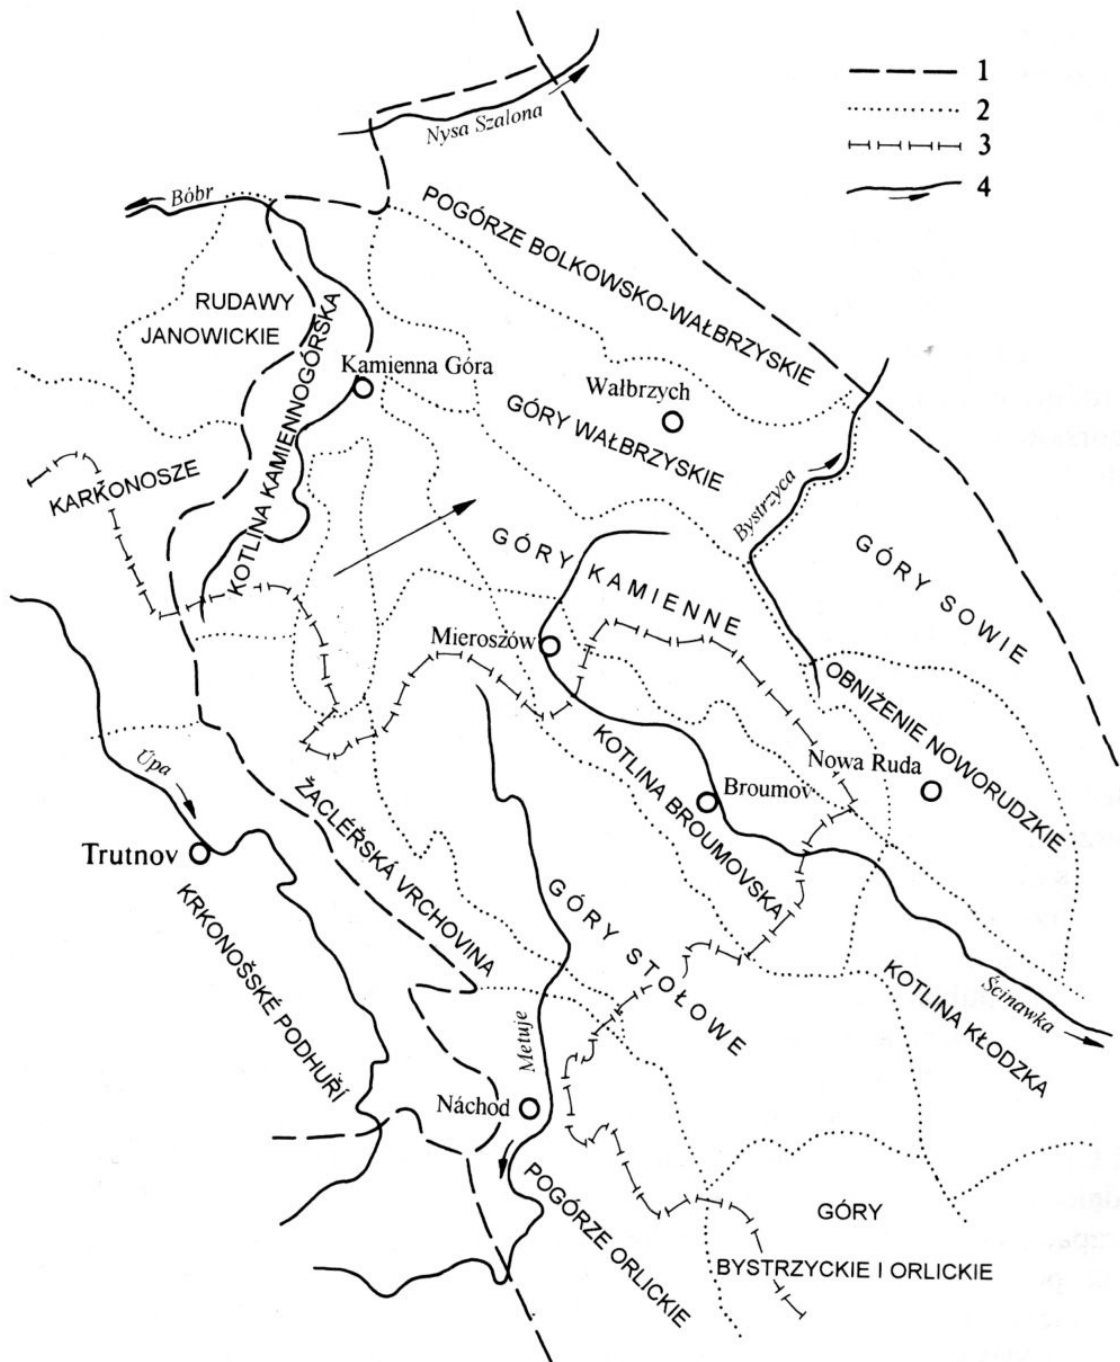 1
2
3
4
Nysa Szalona
Bóbr
POGÓRZE BOLKOWSKO-WAŁBRZYSKIE
RUDAWY
JANOWICKIE
KOTLINA KAMIENNOGÓRSKA
Kamienna Góra
Wałbrzych
GÓRY WAŁBRZYSKIE
KARKONOSZE
Bystrzyca
GÓRY KAMIENNE
GÓRY SOWIE
Mieroszów
OBNIŻENIE NOWORUDZKIE
Nowa Ruda
KOTLINA BROUMOVSKA
Broumov
Úpa
Trutnov
ŽACLÉŘSKÁ VRCHOVINA
KRKONOŠSKÉ PODHUŘÍ
GÓRY STOŁOWE
KOTLINA KŁODZKA
Ścinawka
Metuje
Náchod
POGÓRZE ORLICKIE
GÓRY
BYSTRZYCKIE I ORLICKIE